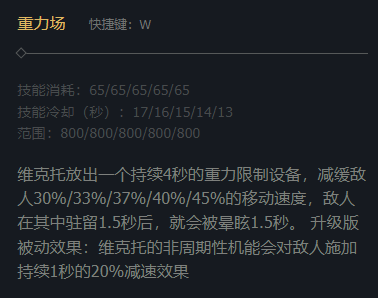 重力场 快捷键：W
技能消耗：65/65/65/65/65
技能冷却（秒）：17/16/15/14/13
范围：800/800/800/800/800
维克托放出一个持续4秒的重力限制设备，减缓敌
人30%/33%/37%/40%/45%的移动速度，敌人
在其中驻留1.5秒后，就会被晕眩1.5秒。 升级版
被动效果：维克托的非周期性机能会对敌人施加
持续1秒的20%减速效果